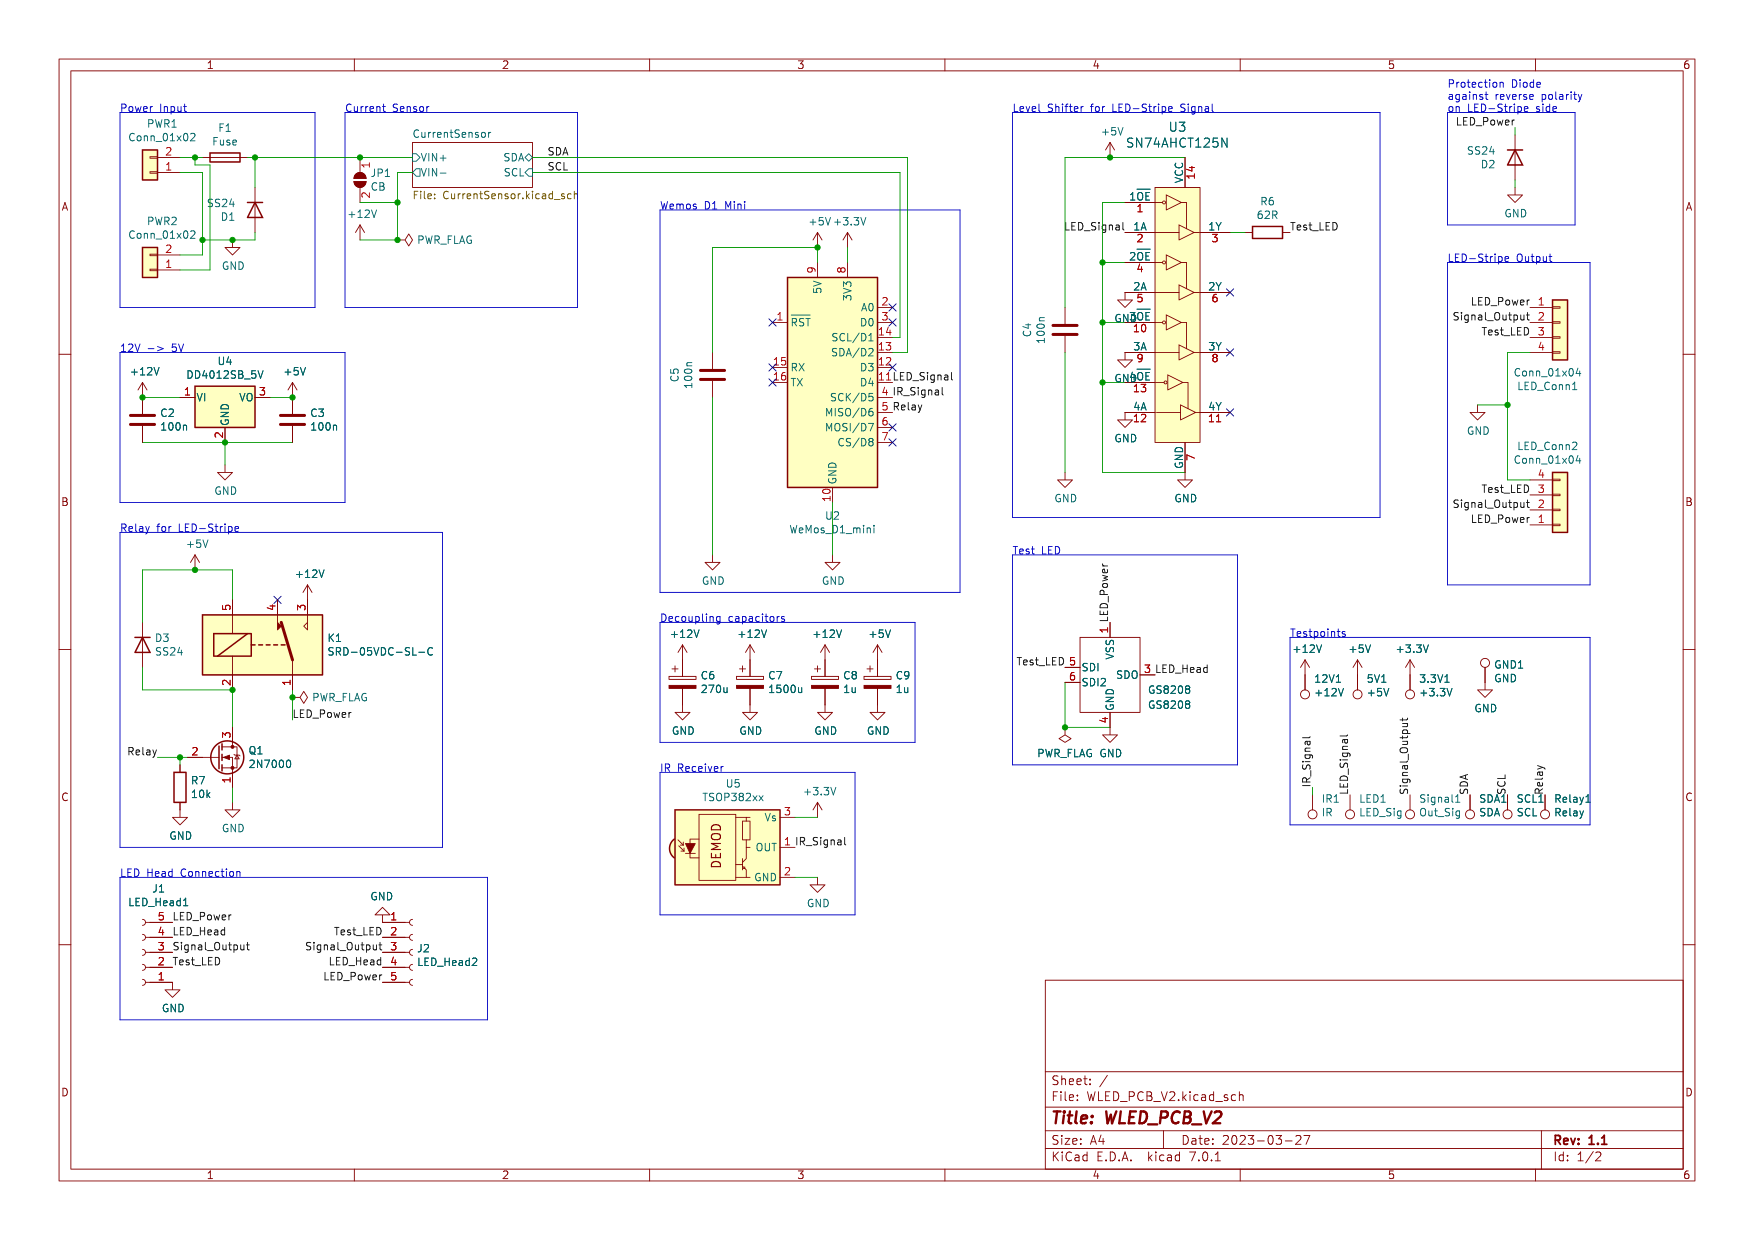 1 2 3 4 5 6
A
B
C
D
Power Input
PWR1
Conn_01x02
2
1
F1
Fuse
SS24
D1
PWR2
Conn_01x02
2
1
GND
Current Sensor
CurrentSensor
VIN+
VIN-
SDA
SCL
File: CurrentSensor.kicad_sch
SDA
SCL
JP1
CB
1
2
+12V
PWR_FLAG
12V -> 5V
U4
DD4012SB_5V
+12V
+5V
1
VI
VO
3
GND
2
C2
100n
C3
100n
GND
Relay for LED-Stripe
+5V
+12V
5
4
3
D3
SS24
K1
SRD-05VDC-SL-C
2
1
PWR_FLAG
LED_Power
Relay
2
3
1
Q1
2N7000
R7
10k
GND
GND
LED Head Connection
J1
LED_Head1
5 LED_Power
4 LED_Head
3 Signal_Output
2 Test_LED
1
GND
GND
1
Test_LED 2
Signal_Output 3
LED_Head 4
LED_Power 5
J2
LED_Head2
Wemos D1 Mini
+5V
+3.3V
9
8
5V
3V3
1 RST
15 RX
16 TX
A0 2
D0 3
SCL/D1 14
SDA/D2 13
D3 12
D4 11 LED_Signal
SCK/D5 4 IR_Signal
MISO/D6 5 Relay
MOSI/D7 6
CS/D8 7
GND
10
U2
WeMos_D1_mini
C5
100n
GND
GND
Decoupling capacitors
+12V
+12V
+12V
+5V
C6
270u
C7
1500u
C8
1u
C9
1u
GND
GND
GND
GND
IR Receiver
U5
TSOP382xx
+3.3V
DEMOD
Vs 3
OUT 1 IR_Signal
GND 2
GND
Level Shifter for LED-Stripe Signal
U3
SN74AHCT125N
+5V
VCC
14
1OE
1
LED_Signal 1A
2
1Y
3
R6
62R
Test_LED
2OE
4
2A
5
2Y
6
GND
3OE
10
3A
9
3Y
8
GND
4OE
13
4A
12
4Y
11
GND
C4
100n
GND
7
GND
GND
Test LED
LED_Power
1
VSS
Test_LED 5 SDI
6 SDI2
SDO 3 LED_Head
GS8208
GS8208
GND
4
PWR_FLAG
GND
Protection Diode
against reverse polarity
on LED-Stripe side
LED_Power
SS24
D2
GND
LED-Stripe Output
LED_Power 1
Signal_Output 2
Test_LED 3
4
Conn_01x04
LED_Conn1
GND
LED_Conn2
Conn_01x04
4
Test_LED 3
Signal_Output 2
LED_Power 1
Testpoints
+12V
+5V
+3.3V
12V1
+12V
5V1
+5V
3.3V1
+3.3V
GND1
GND
GND
IR_Signal
LED_Signal
Signal_Output
SDA
SCL
Relay
IR1
IR
LED1
LED_Sig
Signal1
Out_Sig
SDA1
SDA
SCL1
SCL
Relay1
Relay
A
B
C
D
Sheet: /
File: WLED_PCB_V2.kicad_sch
Title: WLED_PCB_V2
Size: A4
Date: 2023-03-27
Rev: 1.1
KiCad E.D.A. kicad 7.0.1
Id: 1/2
1 2 3 4 5 6